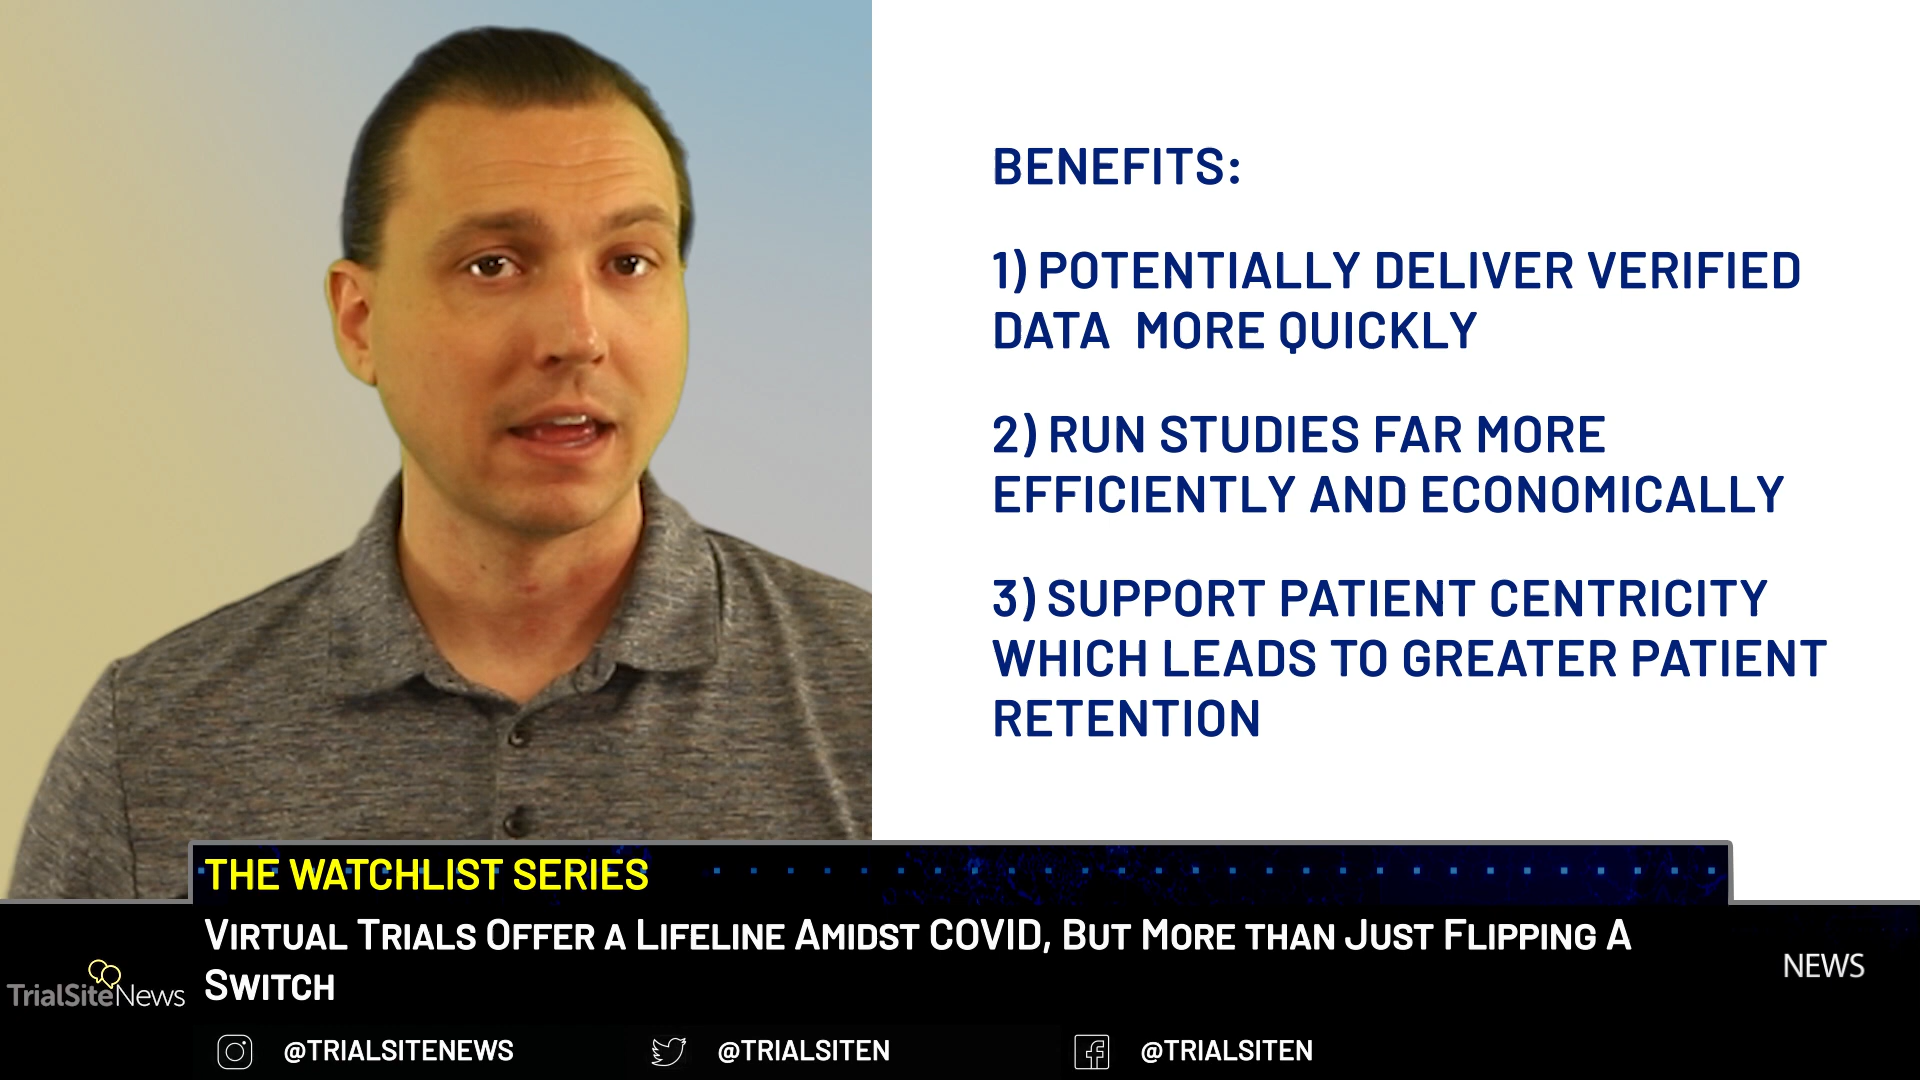 BENEFITS:
1) POTENTIALLY DELIVER VERIFIED
DATA MORE QUICKLY
2) RUN STUDIES FAR MORE
EFFICIENTLY AND ECONOMICALLY
3) SUPPORT PATIENT CENTRICITY
WHICH LEADS TO GREATER PATIENT
RETENTION
THE WATCHLIST SERIES
Virtual Trials Offer a Lifeline Amidst COVID, But More than Just Flipping A
Switch
TrialSiteNews
NEWS
@TRIALSITENEWS
@TRIALSITEN
@TRIALSITEN